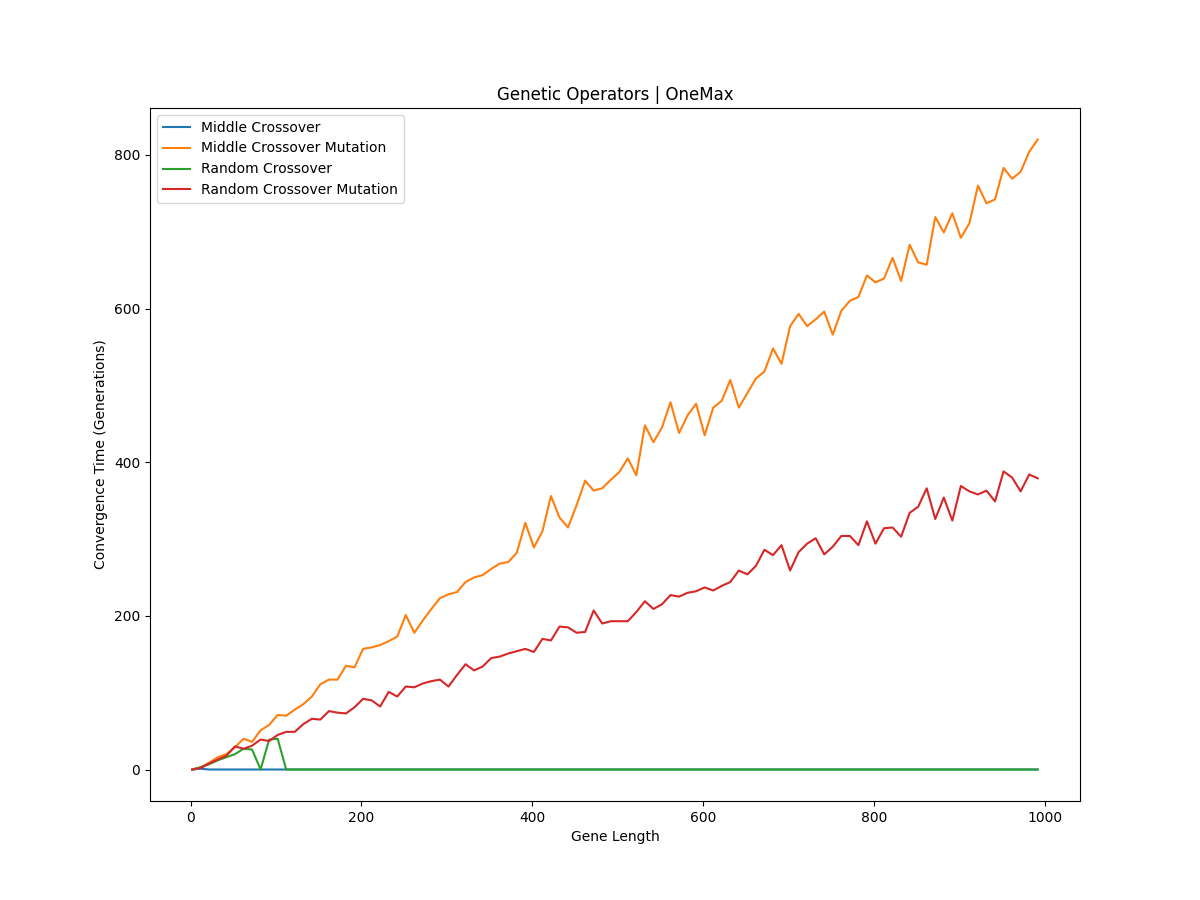 Genetic Operators | OneMax
Middle Crossover
Middle Crossover Mutation
Random Crossover
Random Crossover Mutation
Convergence Time (Generations)
800
600
400
200
0
0 200 400 600 800 1000
Gene Length